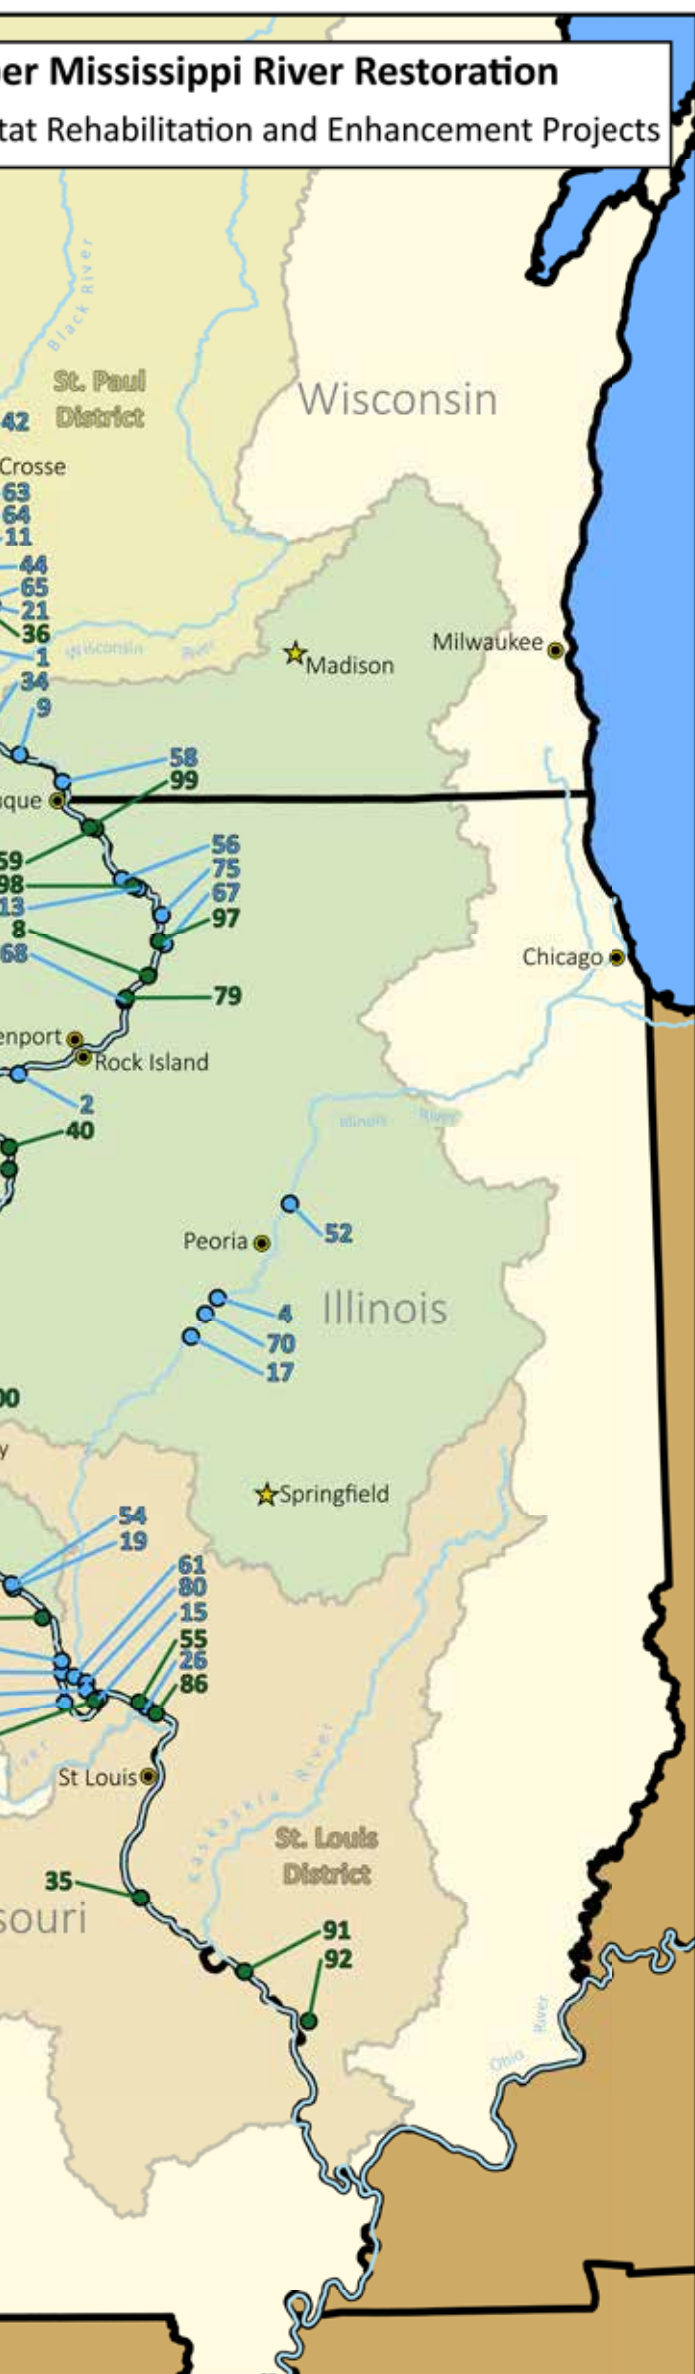 er Mississippi River Restoration
tat Rehabilitation and Enhancement Projects
Black River
St. Paul
District
Wisconsin
42
Crosse
63
64
11
44
65
21
36
1
34
9
Wisconsin River
Madison
Milwaukee
58
99
que
59
98
13
8
68
56
75
67
97
79
Chicago
enport
Rock Island
2
40
Illinois River
52
Peoria
4
70
17
Illinois
00
y
Springfield
54
19
61
80
15
55
26
86
iver
St Louis
Kaskaskia River
St. Louis
District
35
souri
91
92
Ohio River